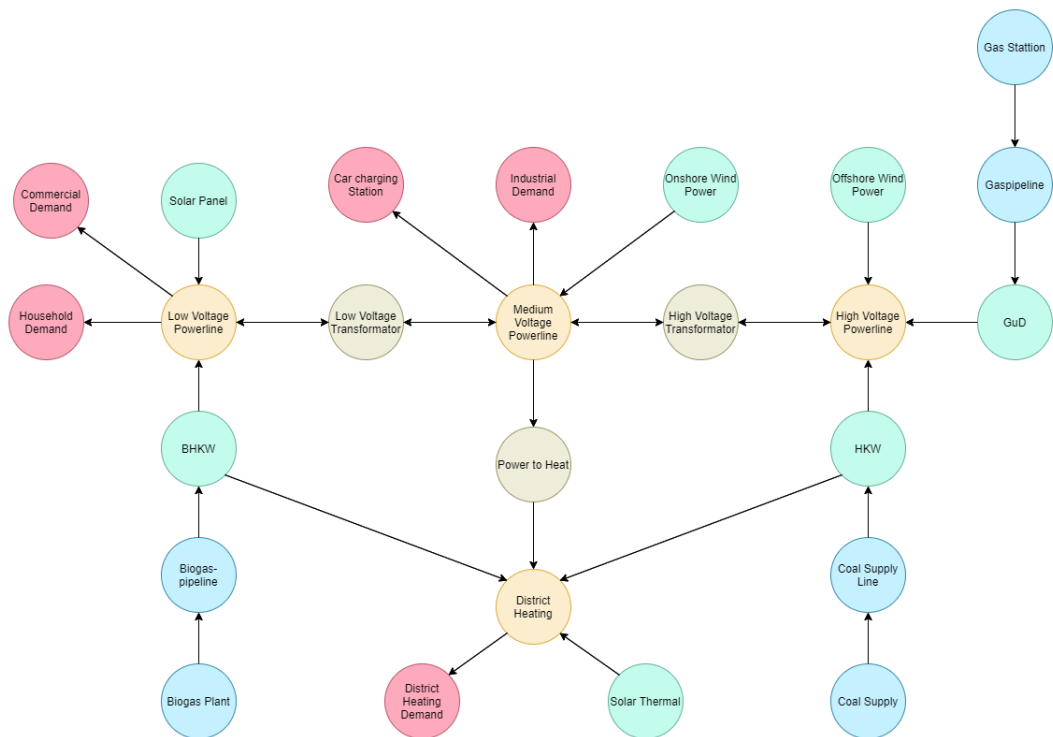 Gas Stattion
Commercial
Demand
Solar Panel
Car charging
Station
Industrial
Demand
Onshore Wind
Power
Offshore Wind
Power
Gaspipeline
Household
Demand
Low Voltage
Powerline
Low Voltage
Transformator
Medium
Voltage
Powerline
High Voltage
Transformator
High Voltage
Powerline
GuD
BHKW
Power to Heat
HKW
Biogas-
pipeline
District
Heating
Coal Supply
Line
Biogas Plant
District
Heating
Demand
Solar Thermal
Coal Supply